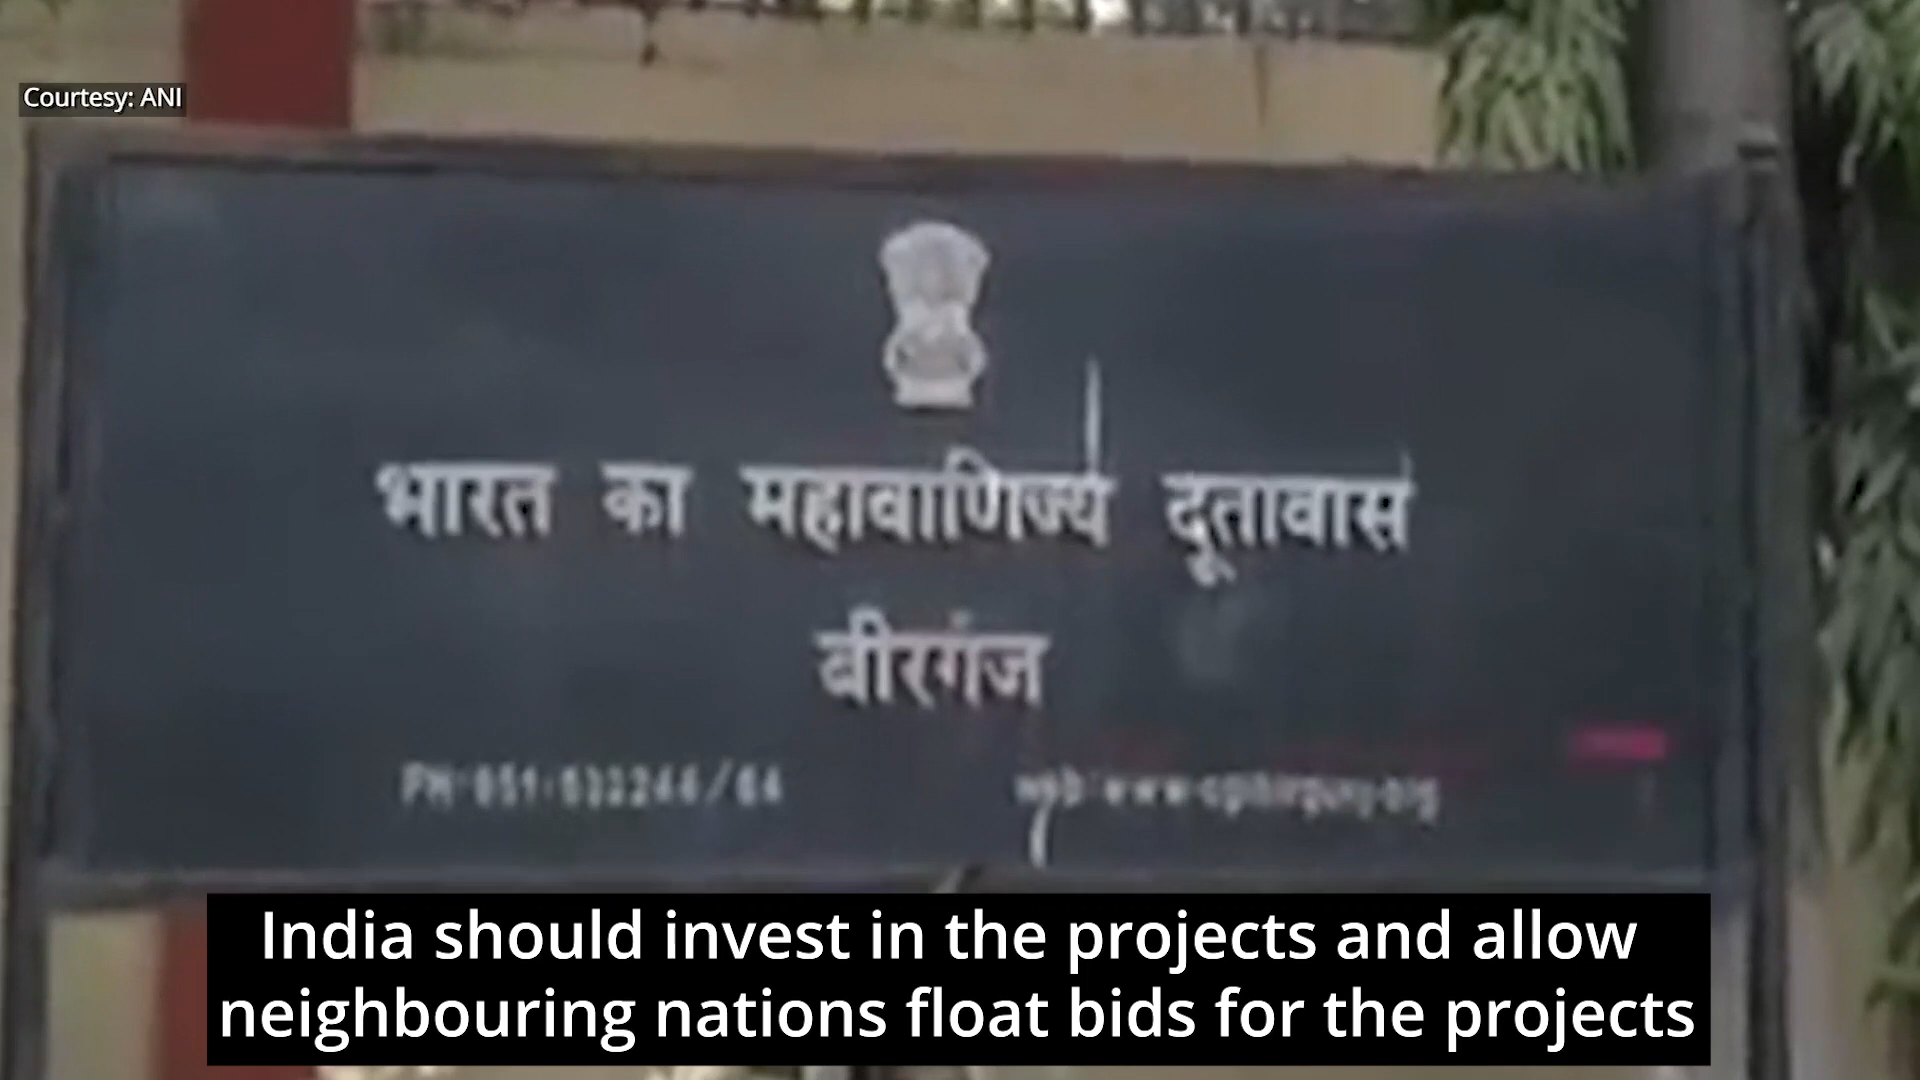 Courtesy: ANI
भारत का महावाणिज्य दूतावास
बीरगंज
India should invest in the projects and allow
neighbouring nations float bids for the projects